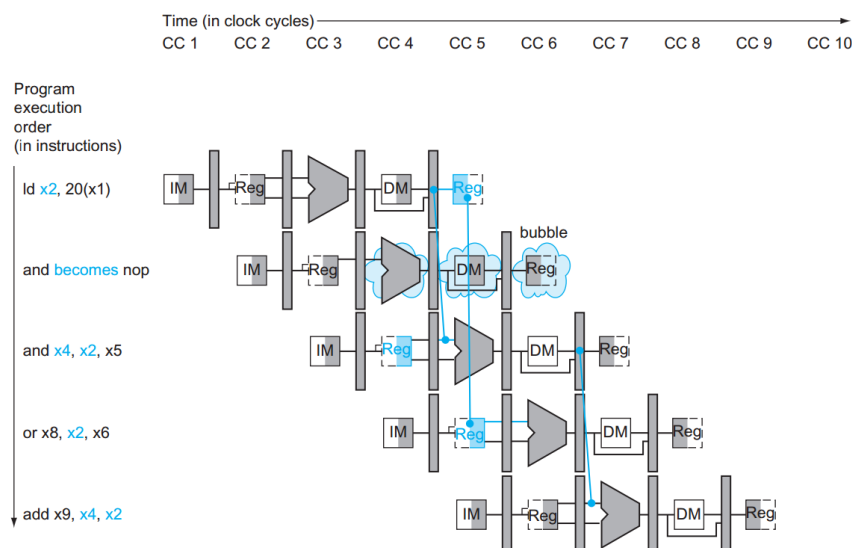 Time (in clock cycles)
CC 1 CC 2 CC 3 CC 4 CC 5 CC 6 CC 7 CC 8 CC 9 CC 10
Program
execution
order
(in instructions)
ld x2, 20(x1)
IM Reg DM Reg
bubble
and becomes nop
IM Reg DM Reg
and x4, x2, x5
IM Reg DM Reg
or x8, x2, x6
IM Reg DM Reg
add x9, x4, x2
IM Reg DM Reg